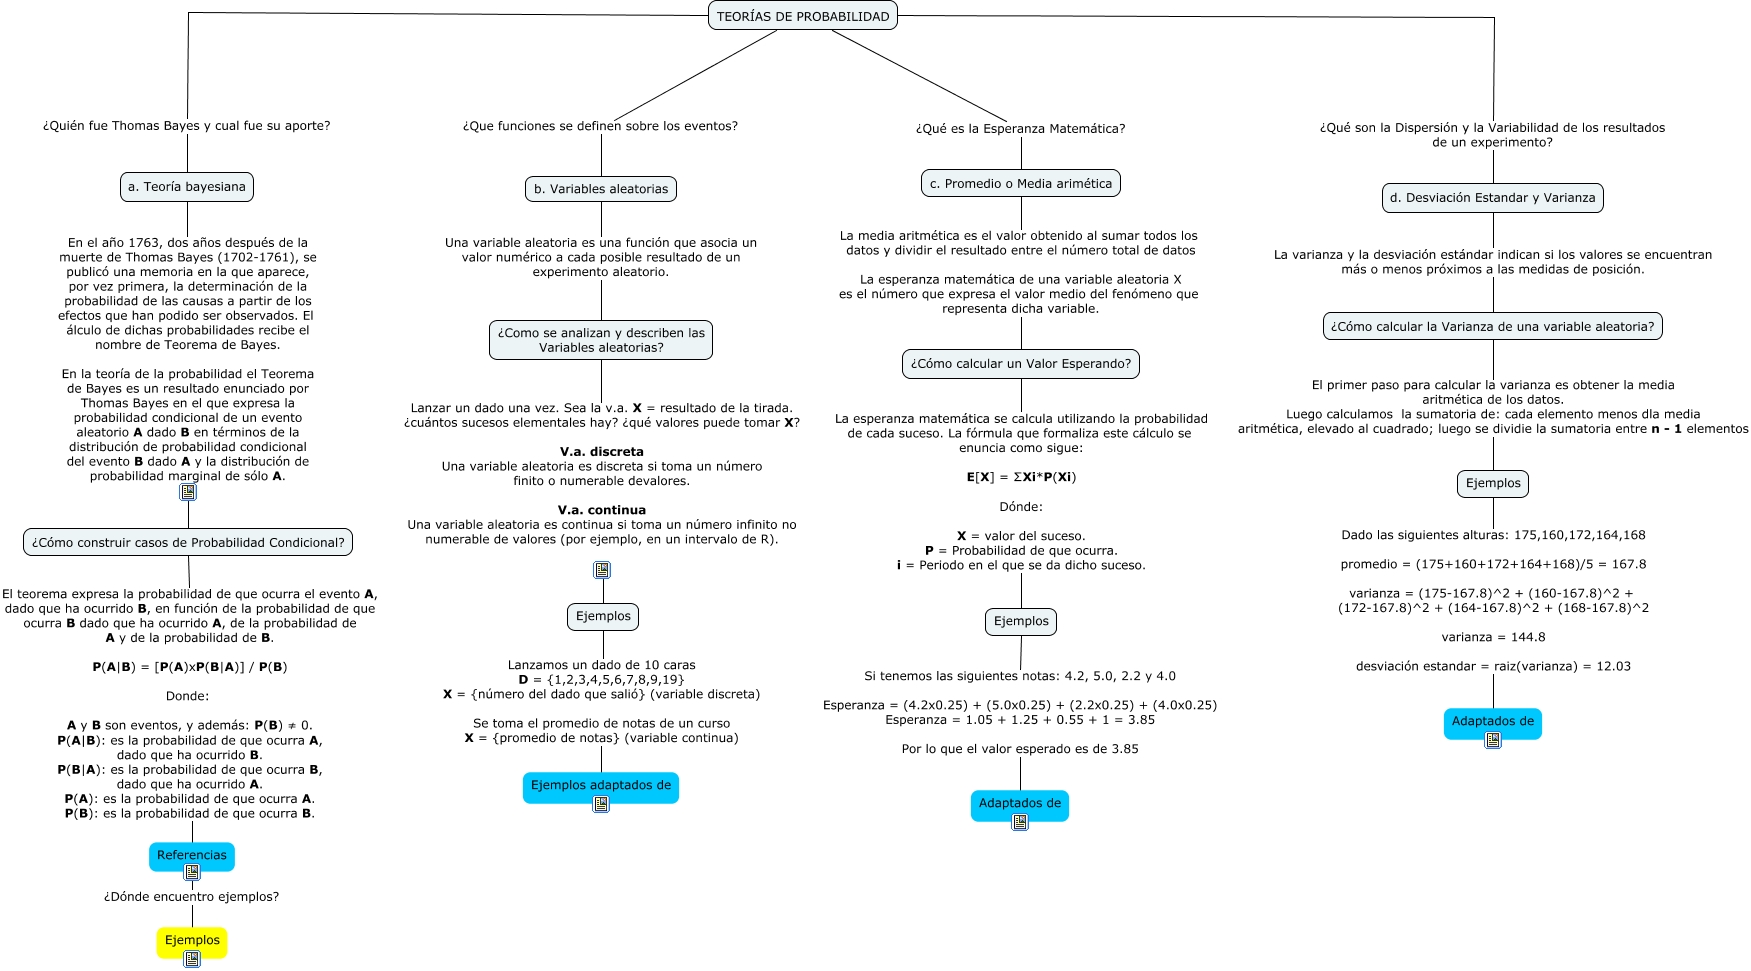 TEORÍAS DE PROBABILIDAD
¿Quién fue Thomas Bayes y cual fue su aporte?
a. Teoría bayesiana
En el año 1763, dos años después de la
muerte de Thomas Bayes (1702-1761), se
publicó una memoria en la que aparece,
por vez primera, la determinación de la
probabilidad de las causas a partir de los
efectos que han podido ser observados. El
álculo de dichas probabilidades recibe el
nombre de Teorema de Bayes.
En la teoría de la probabilidad el Teorema
de Bayes es un resultado enunciado por
Thomas Bayes en el que expresa la
probabilidad condicional de un evento
aleatorio A dado B en términos de la
distribución de probabilidad condicional
del evento B dado A y la distribución de
probabilidad marginal de sólo A.
¿Cómo construir casos de Probabilidad Condicional?
El teorema expresa la probabilidad de que ocurra el evento A,
dado que ha ocurrido B, en función de la probabilidad de que
ocurra B dado que ha ocurrido A, de la probabilidad de
A y de la probabilidad de B.
P(A|B) = [P(A)xP(B|A)] / P(B)
Donde:
A y B son eventos, y además: P(B) ≠ 0.
P(A|B): es la probabilidad de que ocurra A,
dado que ha ocurrido B.
P(B|A): es la probabilidad de que ocurra B,
dado que ha ocurrido A.
P(A): es la probabilidad de que ocurra A.
P(B): es la probabilidad de que ocurra B.
Referencias
¿Dónde encuentro ejemplos?
Ejemplos
¿Que funciones se definen sobre los eventos?
b. Variables aleatorias
Una variable aleatoria es una función que asocia un
valor numérico a cada posible resultado de un
experimento aleatorio.
¿Como se analizan y describen las
Variables aleatorias?
Lanzar un dado una vez. Sea la v.a. X = resultado de la tirada.
¿cuántos sucesos elementales hay? ¿qué valores puede tomar X?
V.a. discreta
Una variable aleatoria es discreta si toma un número
finito o numerable devalores.
V.a. continua
Una variable aleatoria es continua si toma un número infinito no
numerable de valores (por ejemplo, en un intervalo de R).
Ejemplos
Lanzamos un dado de 10 caras
D = {1,2,3,4,5,6,7,8,9,19}
X = {número del dado que salió} (variable discreta)
Se toma el promedio de notas de un curso
X = {promedio de notas} (variable continua)
Ejemplos adaptados de
¿Qué es la Esperanza Matemática?
c. Promedio o Media arimética
La media aritmética es el valor obtenido al sumar todos los
datos y dividir el resultado entre el número total de datos
La esperanza matemática de una variable aleatoria X
es el número que expresa el valor medio del fenómeno que
representa dicha variable.
¿Cómo calcular un Valor Esperando?
La esperanza matemática se calcula utilizando la probabilidad
de cada suceso. La fórmula que formaliza este cálculo se
enuncia como sigue:
E[X] = ΣXi*P(Xi)
Dónde:
X = valor del suceso.
P = Probabilidad de que ocurra.
i = Periodo en el que se da dicho suceso.
Ejemplos
Si tenemos las siguientes notas: 4.2, 5.0, 2.2 y 4.0
Esperanza = (4.2x0.25) + (5.0x0.25) + (2.2x0.25) + (4.0x0.25)
Esperanza = 1.05 + 1.25 + 0.55 + 1 = 3.85
Por lo que el valor esperado es de 3.85
Adaptados de
¿Qué son la Dispersión y la Variabilidad de los resultados
de un experimento?
d. Desviación Estandar y Varianza
La varianza y la desviación estándar indican si los valores se encuentran
más o menos próximos a las medidas de posición.
¿Cómo calcular la Varianza de una variable aleatoria?
El primer paso para calcular la varianza es obtener la media
aritmética de los datos.
Luego calculamos la sumatoria de: cada elemento menos dla media
aritmética, elevado al cuadrado; luego se dividie la sumatoria entre n - 1 elementos
Ejemplos
Dado las siguientes alturas: 175,160,172,164,168
promedio = (175+160+172+164+168)/5 = 167.8
varianza = (175-167.8)^2 + (160-167.8)^2 +
(172-167.8)^2 + (164-167.8)^2 + (168-167.8)^2
varianza = 144.8
desviación estandar = raiz(varianza) = 12.03
Adaptados de